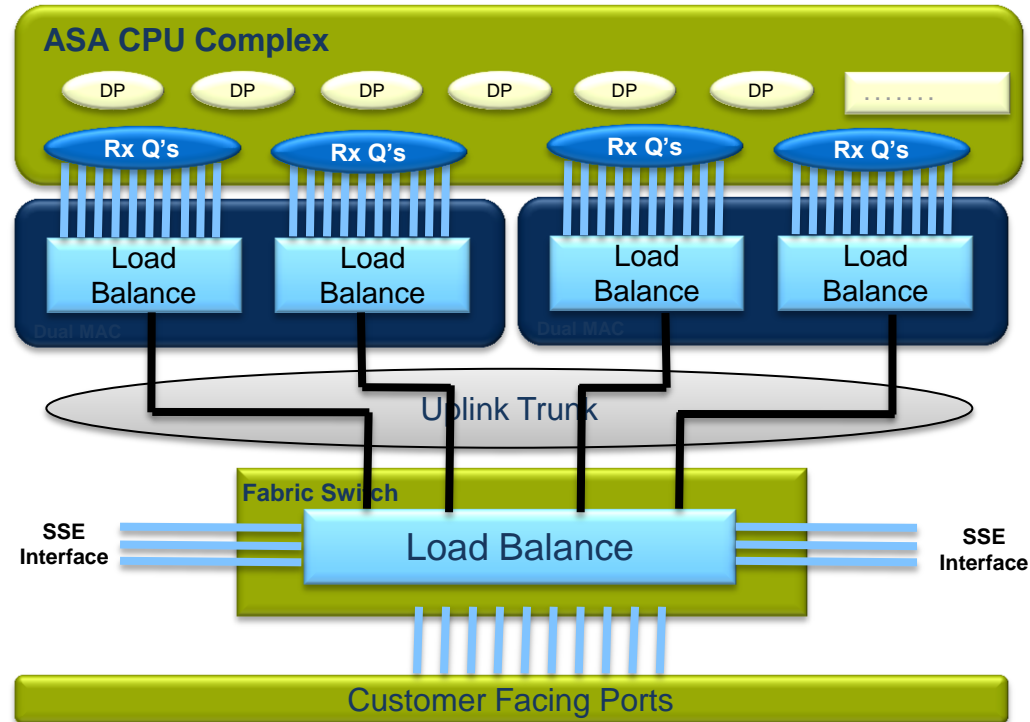 ASA CPU Complex
DP DP DP DP DP DP .......
Rx Q's Rx Q's Rx Q's Rx Q's
Load Load Load Load
Balance Balance Balance Balance
Dual MAC Dual MAC
Uplink Trunk
Fabric Switch
SSE
Interface
Load Balance
SSE
Interface
Customer Facing Ports